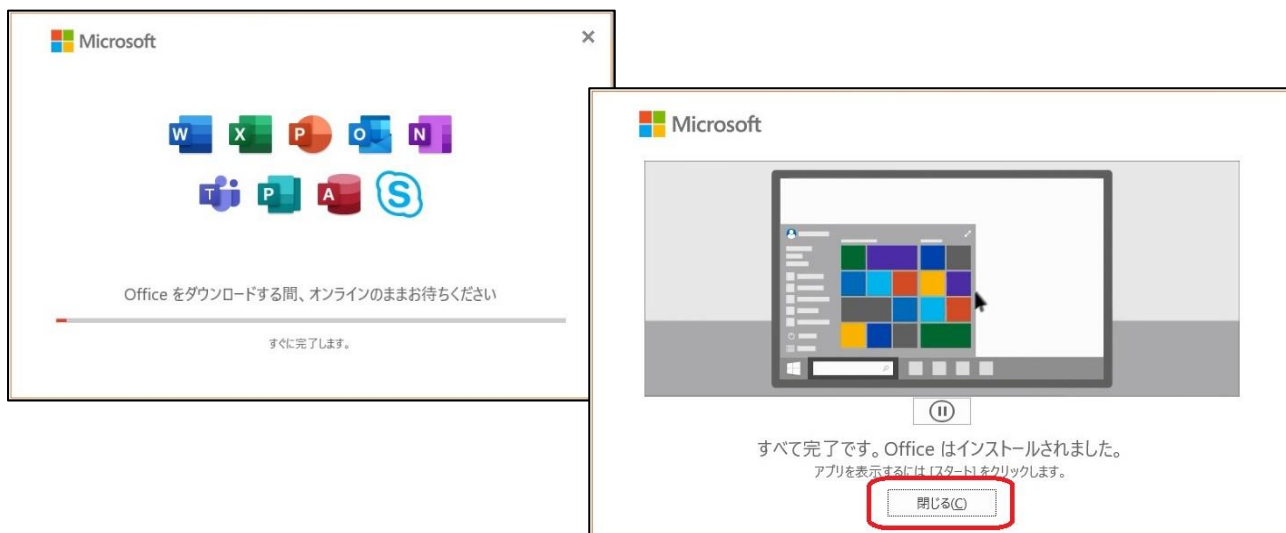 Microsoft
W X P O N
T P A S
Office をダウンロードする間、オンラインのままお待ちください
すぐに完了します。
Microsoft
すべて完了です。Office はインストールされました。
アプリを表示するには [スタート] をクリックします。
閉じる(C)